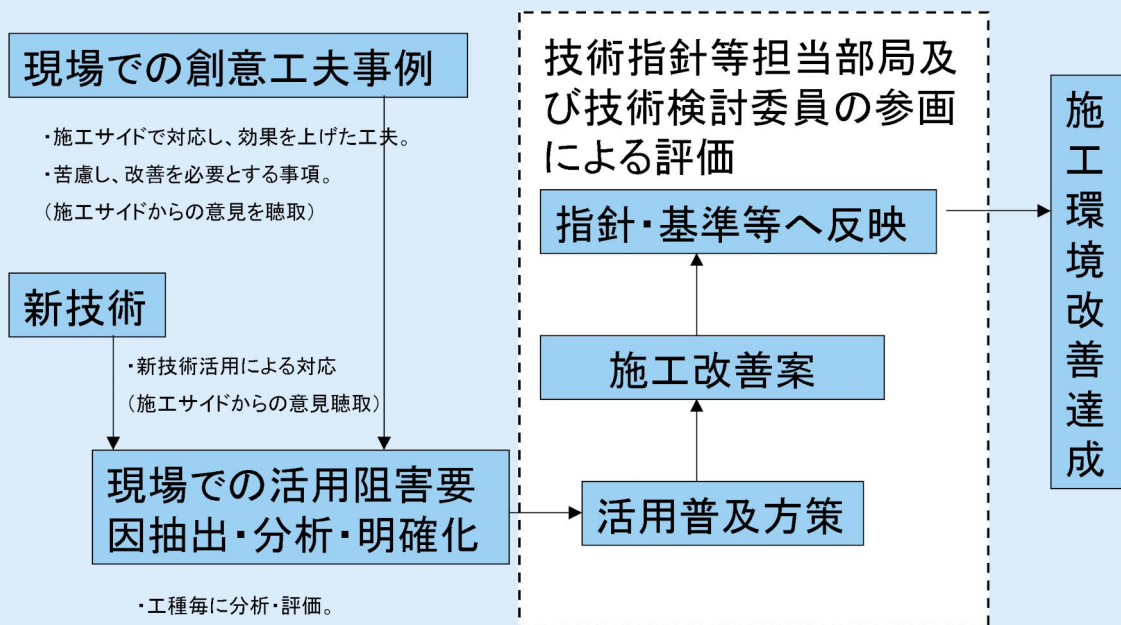 現場での創意工夫事例
・施工サイドで対応し、効果を上げた工夫。
・苦慮し、改善を必要とする事項。
(施工サイドからの意見を聴取)
新技術
・新技術活用による対応
(施工サイドからの意見聴取)
現場での活用阻害要
因抽出・分析・明確化
・工種毎に分析・評価。
技術指針等担当部局及
び技術検討委員の参画
による評価
指針・基準等へ反映
施工改善案
活用普及方策
施工環境改善達成